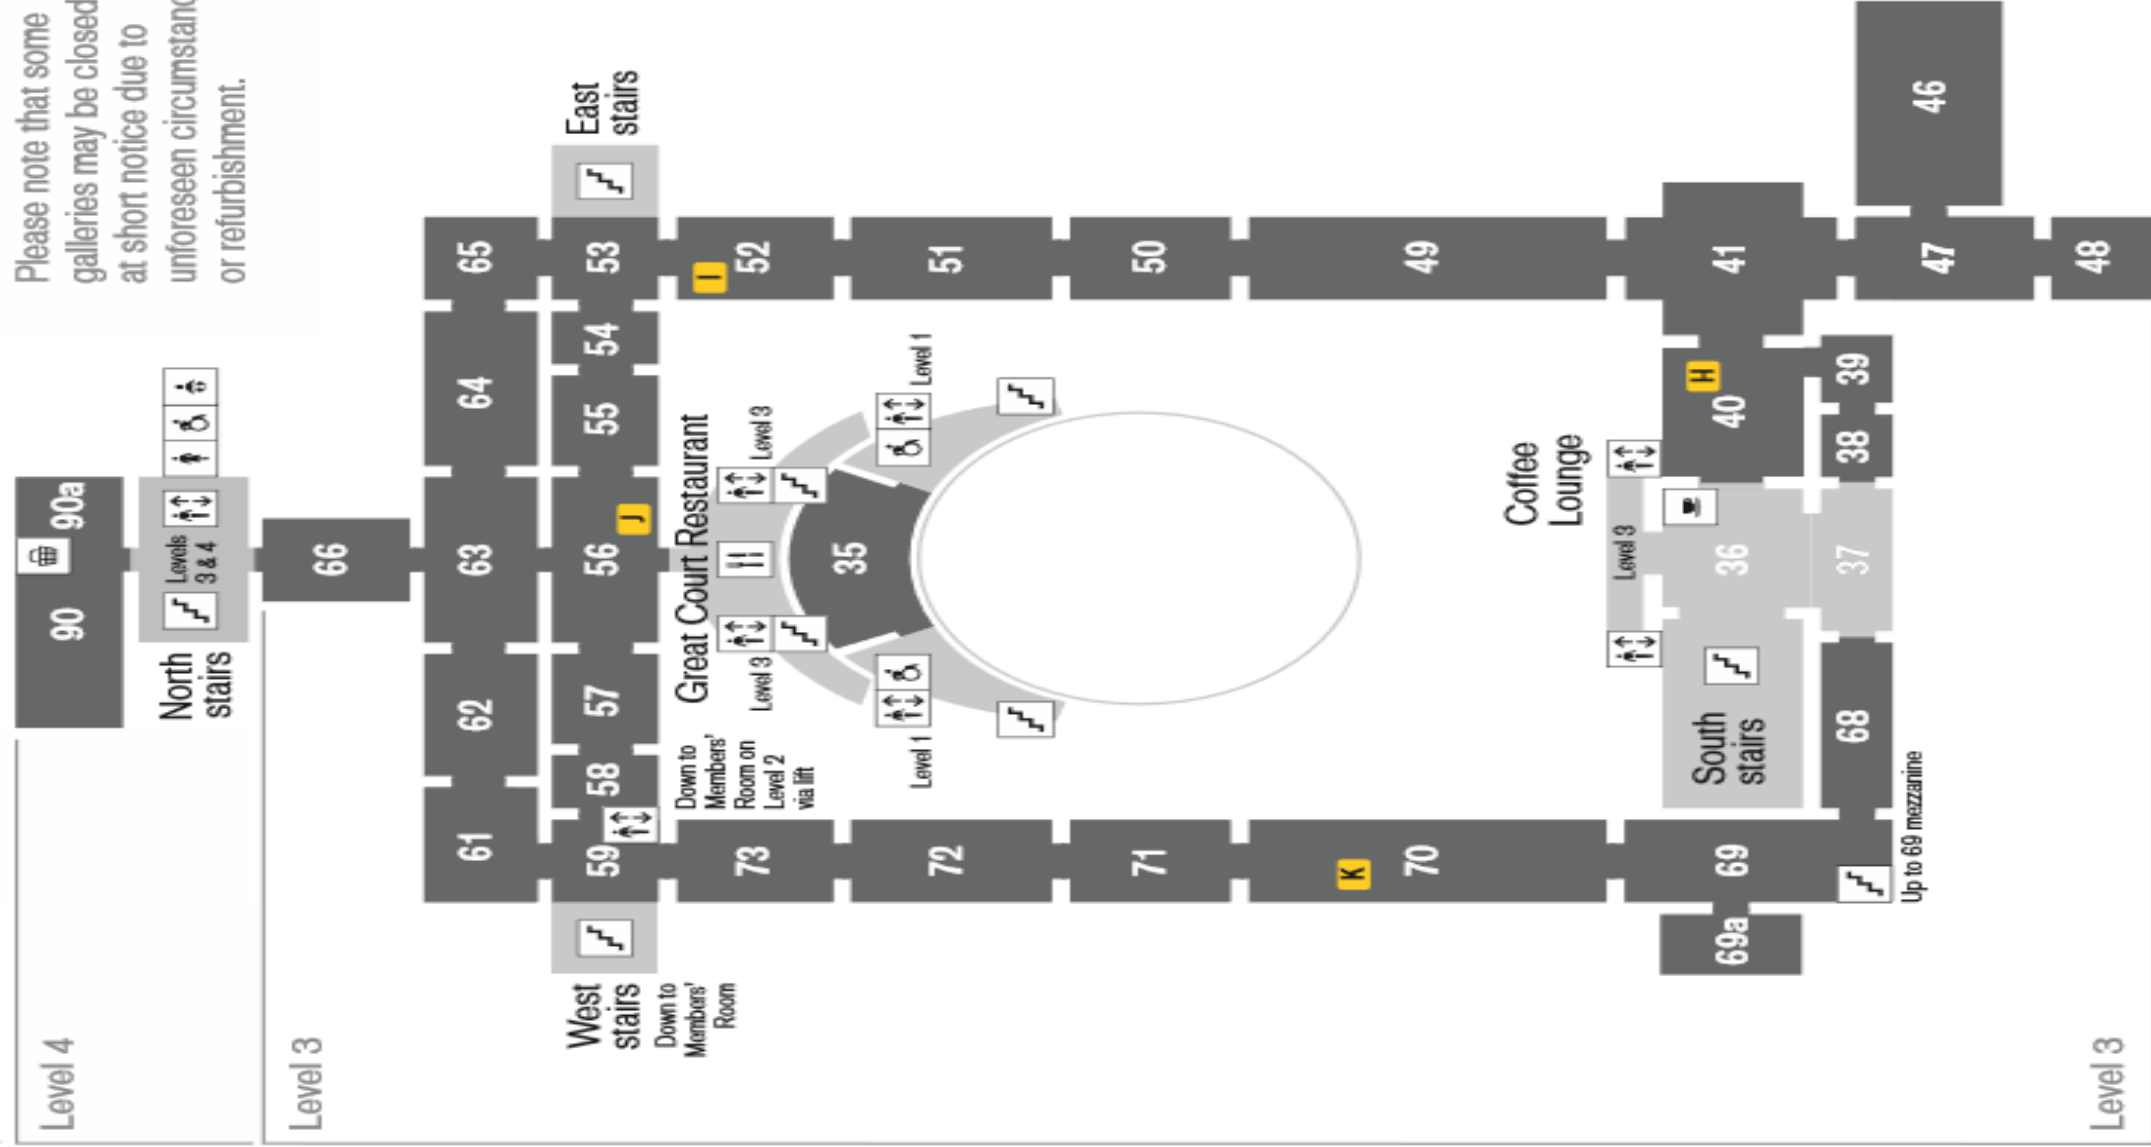 Please note that some
galleries may be closed
at short notice due to
unforeseen circumstanc
or refurbishment.
Level 4
90
90a
North
stairs
Levels
3 & 4
Level 3
66
61
62
63
64
65
West
stairs
Down to
Members'
Room
59
58
57
56
J
55
54
53
East
stairs
Down to
Members'
Room on
Level 2
via lift
Great Court Restaurant
Level 3
Level 3
73
I
52
35
Level 1
Level 1
72
51
71
50
K
70
49
Coffee
Lounge
Level 3
69a
69
South
stairs
36
H
40
41
68
37
38
39
Up to 69 mezzanine
47
46
48
Level 3